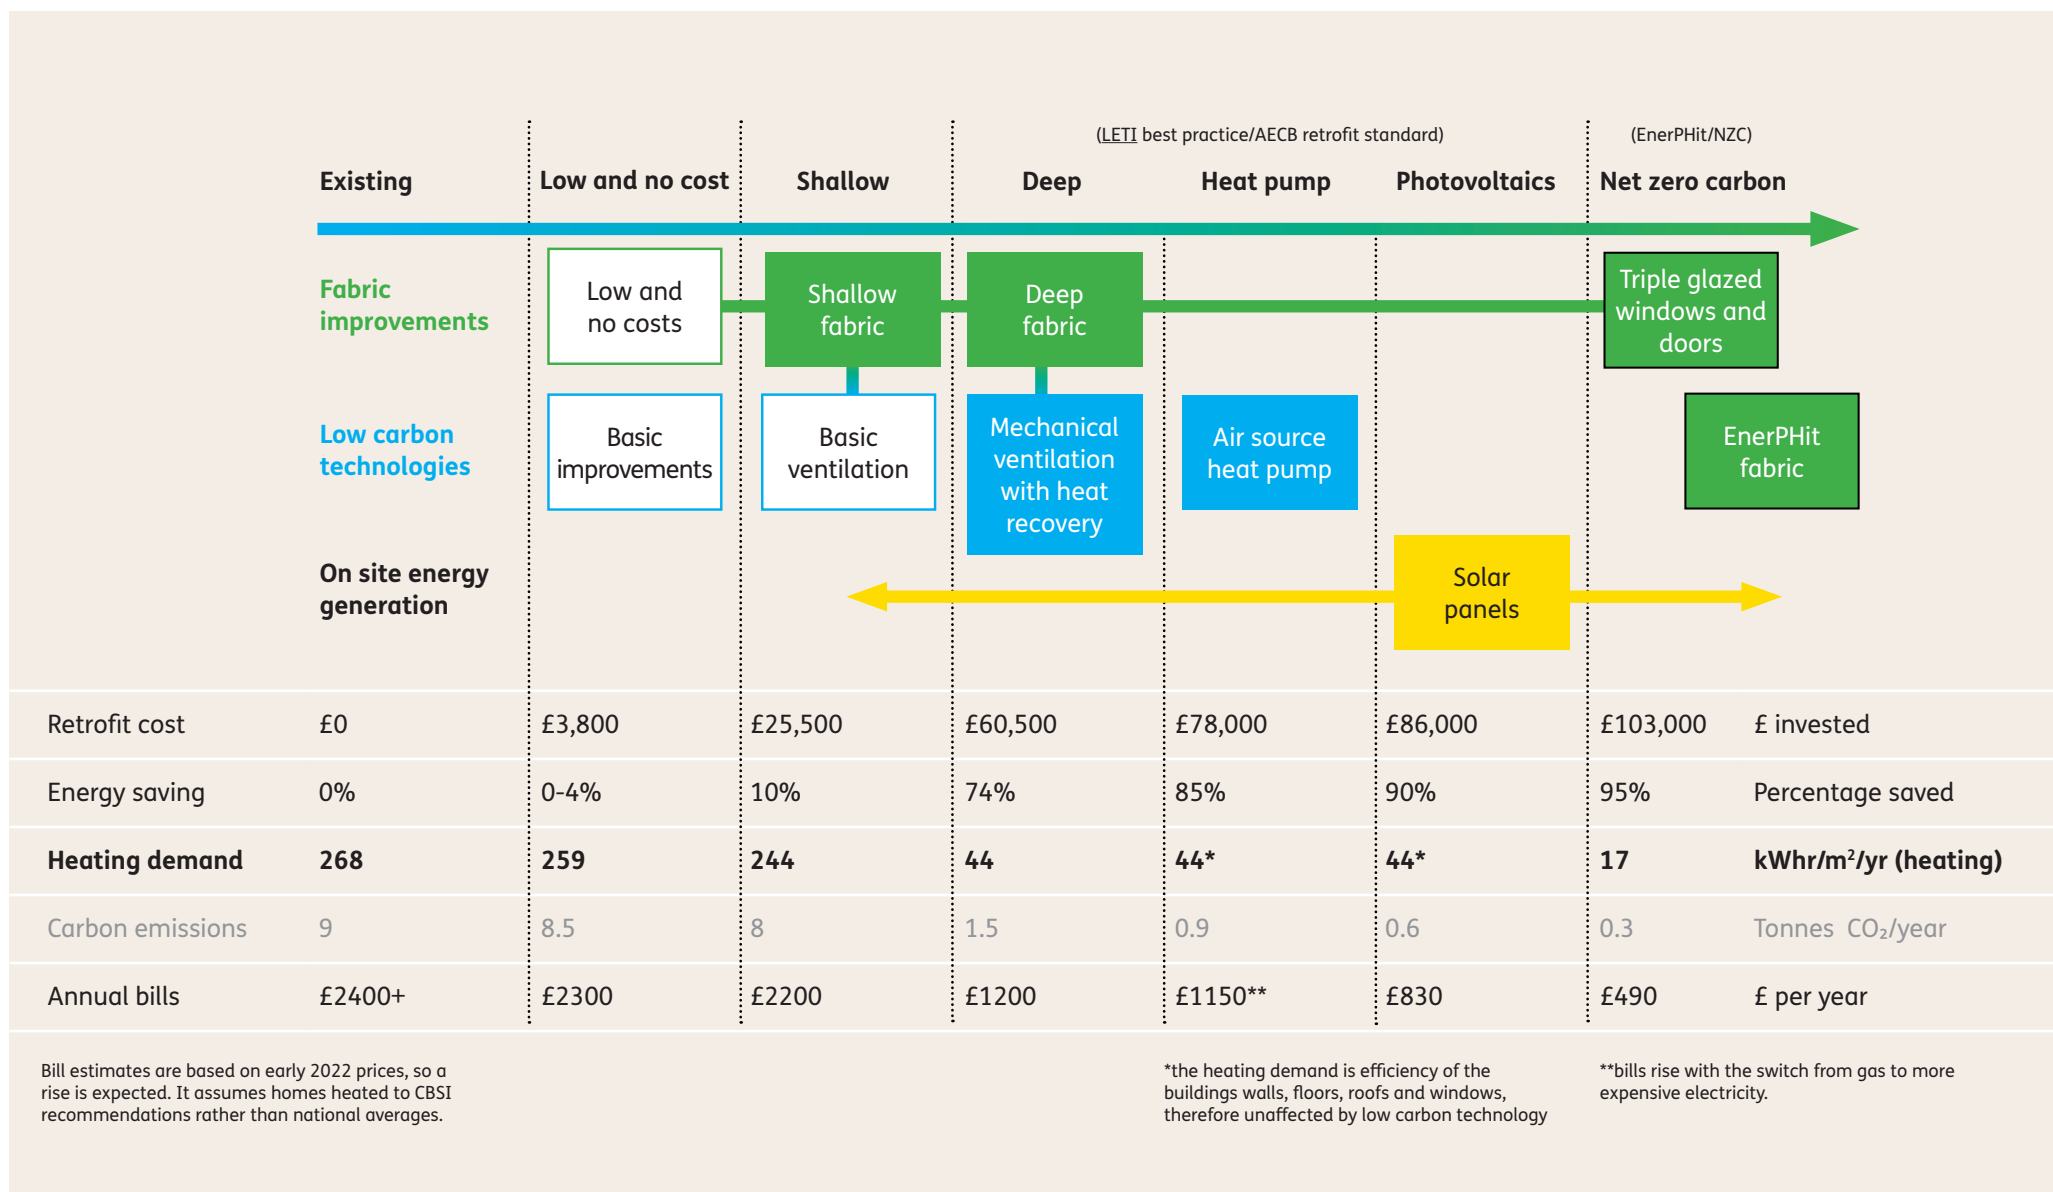 (LETI best practice/AECB retrofit standard)
(EnerPHit/NZC)
Existing
Low and no cost
Shallow
Deep
Heat pump
Photovoltaics
Net zero carbon
Fabric
improvements
Low and
no costs
Shallow
fabric
Deep
fabric
Triple glazed
windows and
doors
Low carbon
technologies
Basic
improvements
Basic
ventilation
Mechanical
ventilation
with heat
recovery
Air source
heat pump
EnerPHit
fabric
On site energy
generation
Solar
panels
Retrofit cost £0 £3,800 £25,500 £60,500 £78,000 £86,000 £103,000 £ invested
Energy saving 0% 0-4% 10% 74% 85% 90% 95% Percentage saved
Heating demand 268 259 244 44 44* 44* 17 kWhr/m²/yr (heating)
Carbon emissions 9 8.5 8 1.5 0.9 0.6 0.3 Tonnes CO₂/year
Annual bills £2400+ £2300 £2200 £1200 £1150** £830 £490 £ per year
Bill estimates are based on early 2022 prices, so a
rise is expected. It assumes homes heated to CBSI
recommendations rather than national averages.
*the heating demand is efficiency of the
buildings walls, floors, roofs and windows,
therefore unaffected by low carbon technology
**bills rise with the switch from gas to more
expensive electricity.